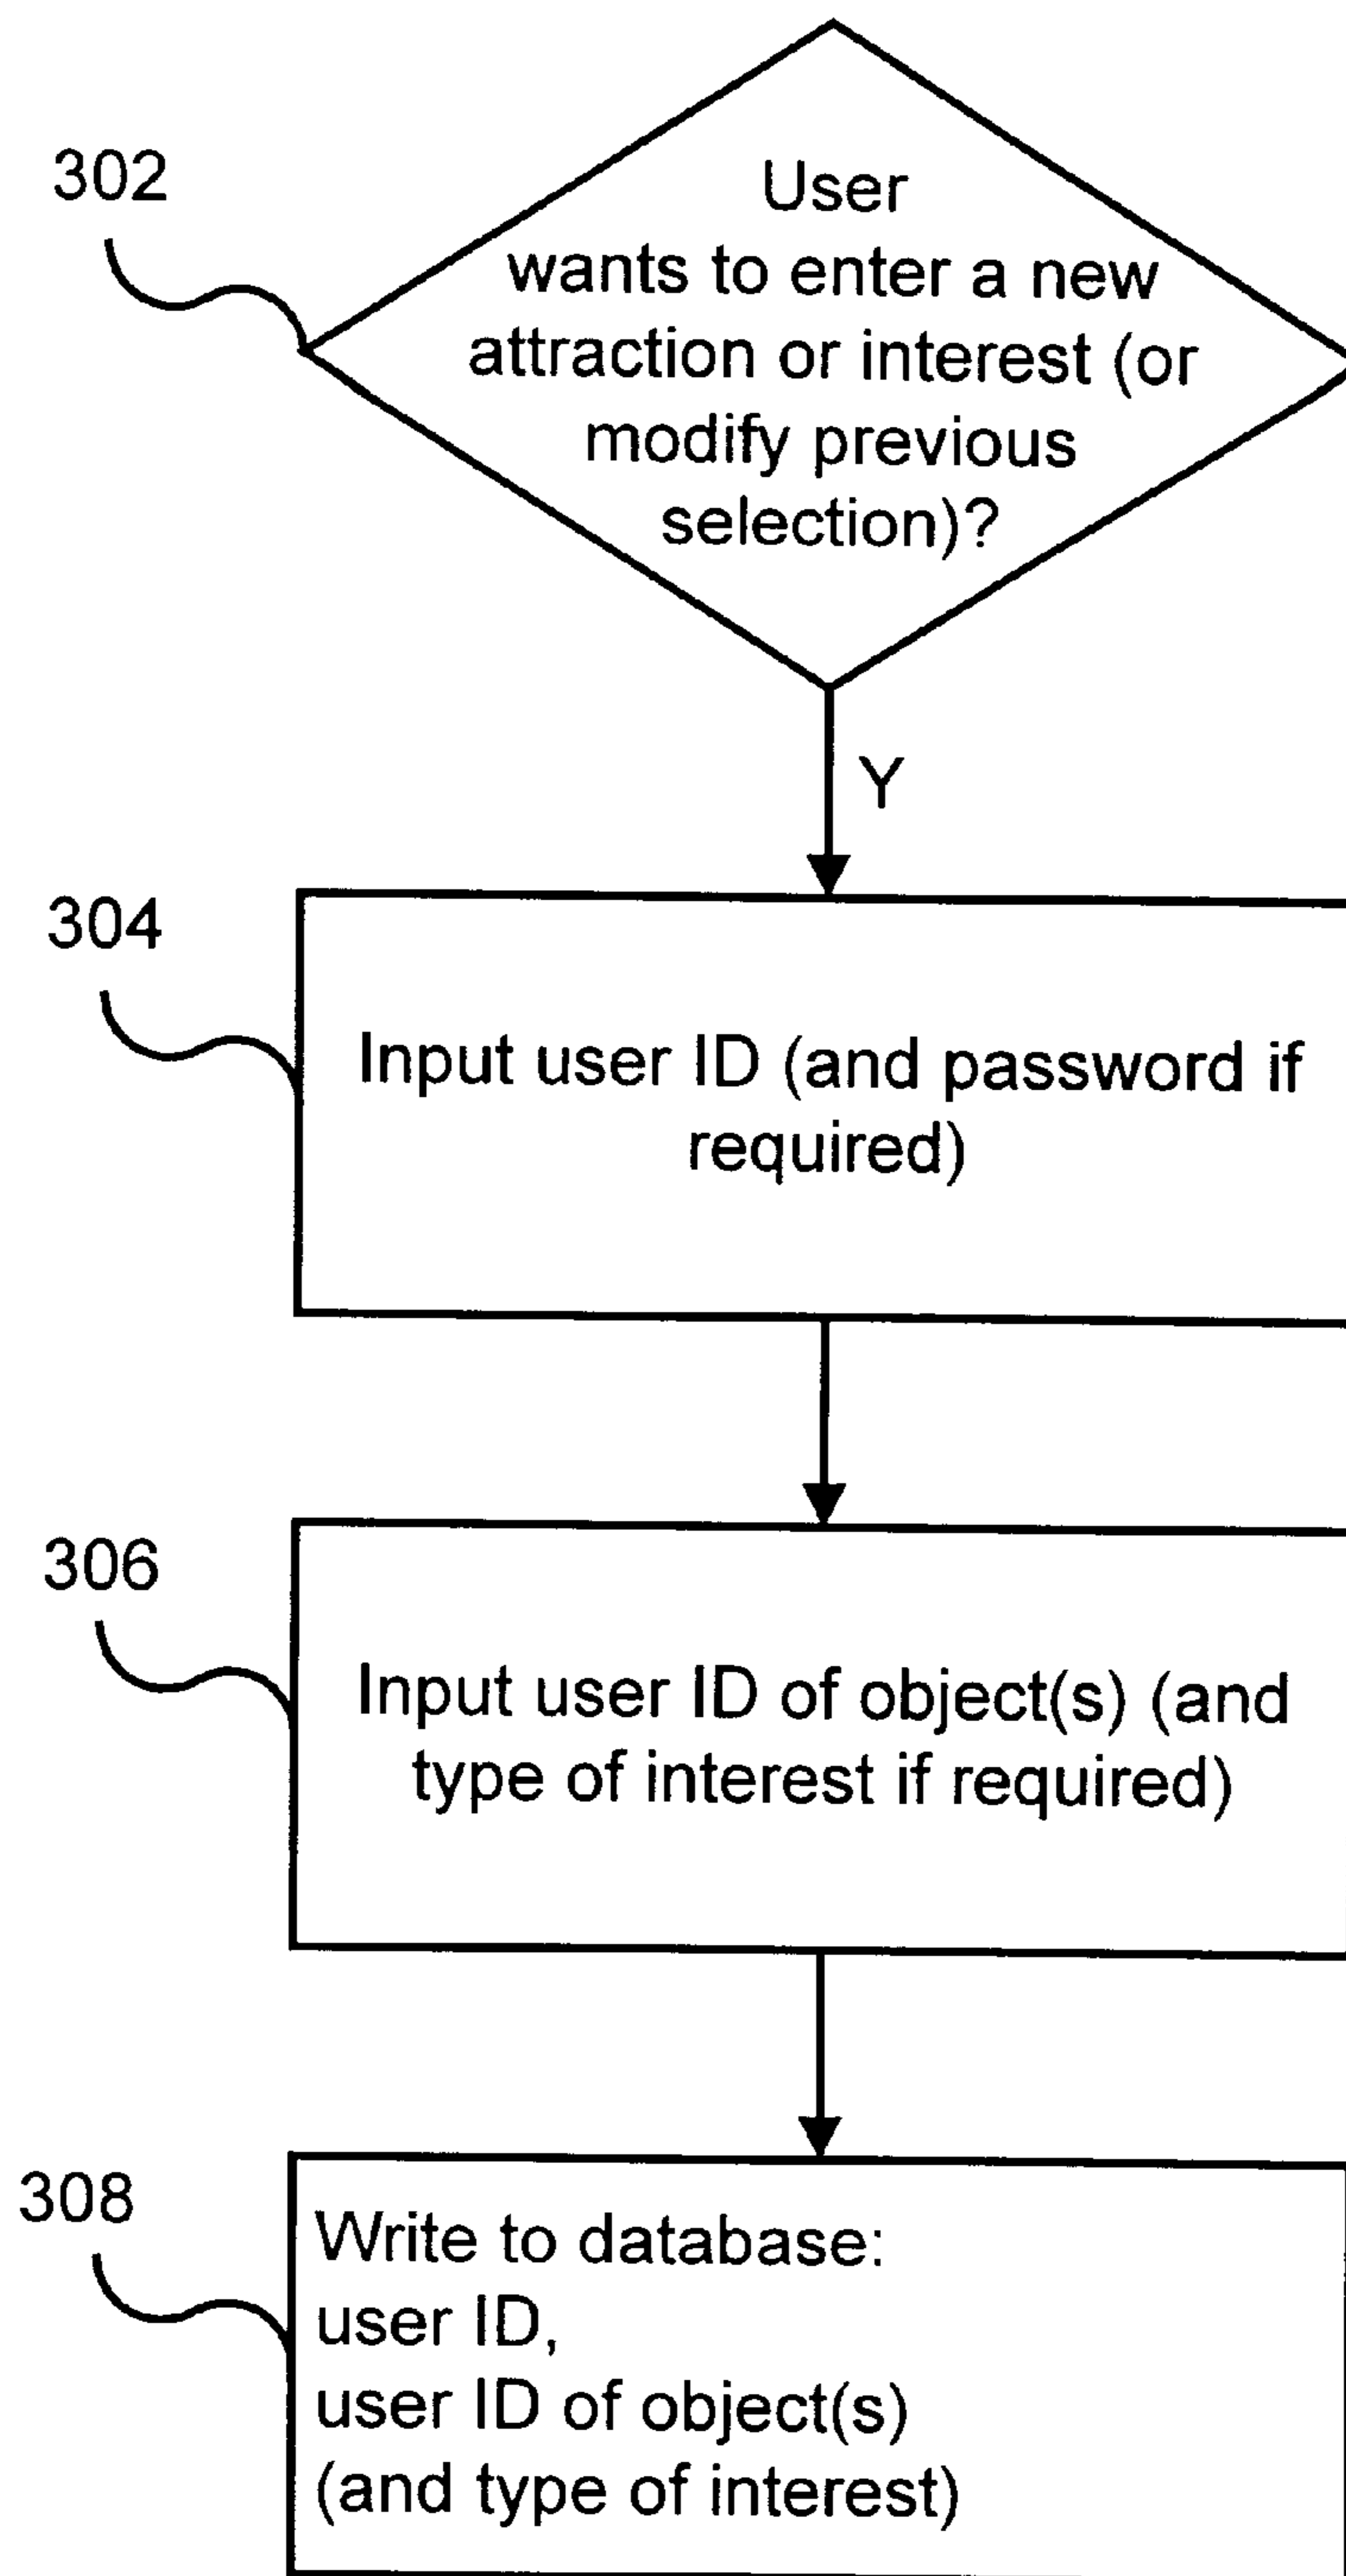 302
User
wants to enter a new
attraction or interest (or
modify previous
selection)?
Y
304
Input user ID (and password if
required)
306
Input user ID of object(s) (and
type of interest if required)
308
Write to database:
user ID,
user ID of object(s)
(and type of interest)